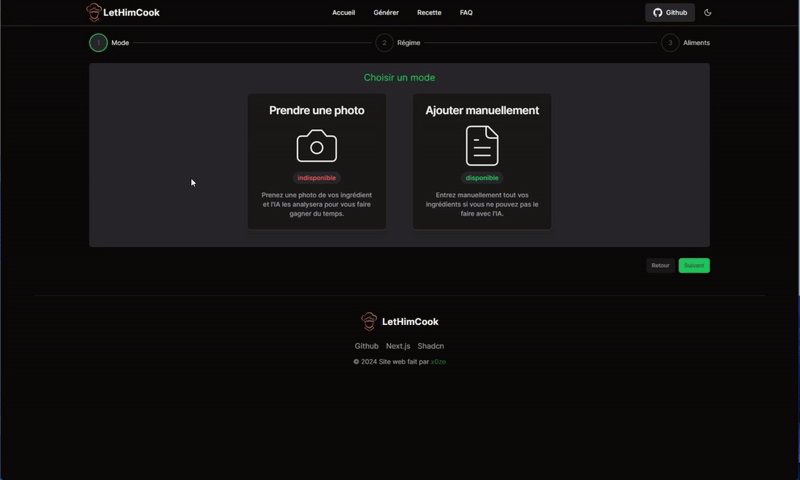 LetHimCook
Accueil Générer Recette FAQ
Github
1 Mode
2 Régime
3 Aliments
Choisir un mode
Prendre une photo
indisponible
Prenez une photo de vos ingrédient
et l'IA les analysera pour vous faire
gagner du temps.
Ajouter manuellement
disponible
Entrez manuellement tout vos
ingrédients si vous ne pouvez pas le
faire avec l'IA.
Retour Suivant
LetHimCook
Github Next.js Shadcn
© 2024 Site web fait par x0ze